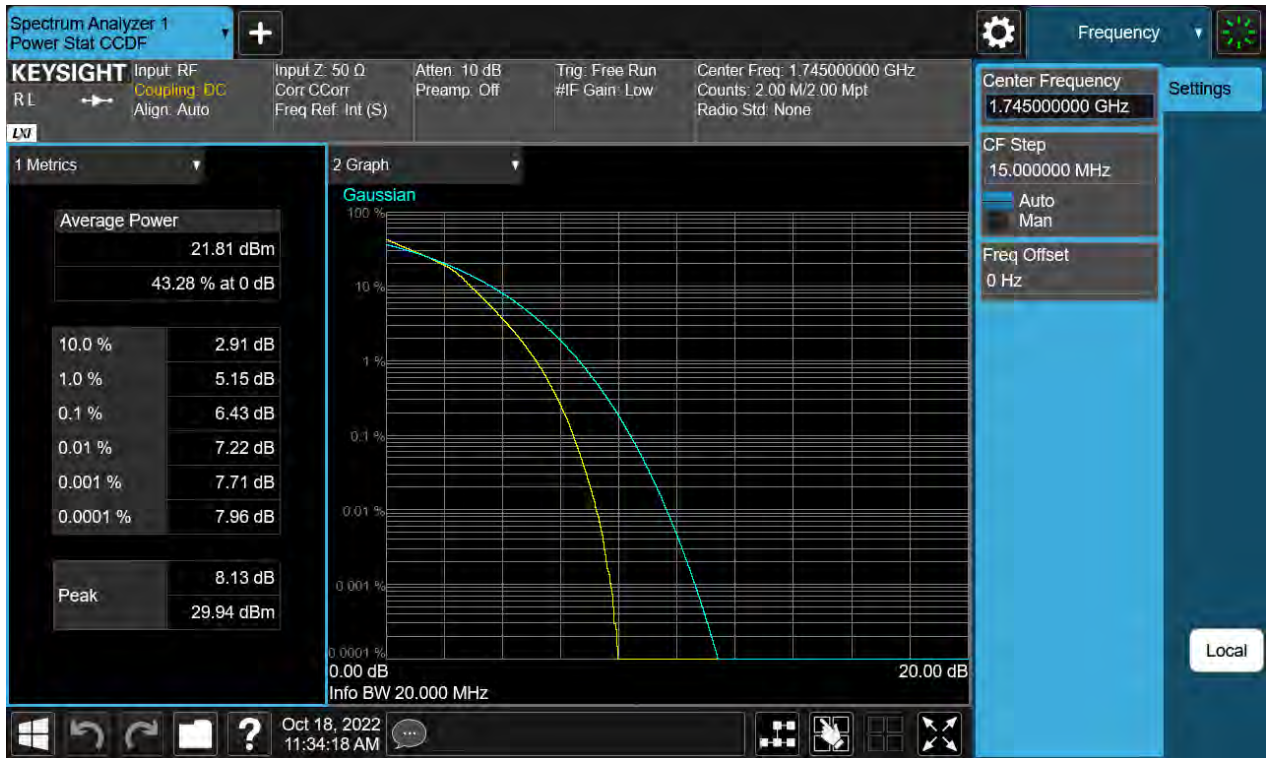 Spectrum Analyzer 1
Power Stat CCDF
+
Frequency
KEYSIGHT
RL
LXI
Input: RF
Coupling: DC
Align: Auto
Input Z: 50 Ω
Corr CCorr
Freq Ref: Int (S)
Atten: 10 dB
Preamp: Off
Trig: Free Run
#IF Gain: Low
Center Freq: 1.745000000 GHz
Counts: 2.00 M/2.00 Mpt
Radio Std: None
Center Frequency
1.745000000 GHz
Settings
CF Step
15.000000 MHz
Auto
Man
Freq Offset
0 Hz
1 Metrics
Average Power
21.81 dBm
43.28 % at 0 dB
10.0 % 2.91 dB
1.0 % 5.15 dB
0.1 % 6.43 dB
0.01 % 7.22 dB
0.001 % 7.71 dB
0.0001 % 7.96 dB
Peak
8.13 dB
29.94 dBm
2 Graph
Gaussian
100 %
10 %
1 %
0.1 %
0.01 %
0.001 %
0.0001 %
0.00 dB 20.00 dB
Info BW 20.000 MHz
Local
?
Oct 18, 2022
11:34:18 AM